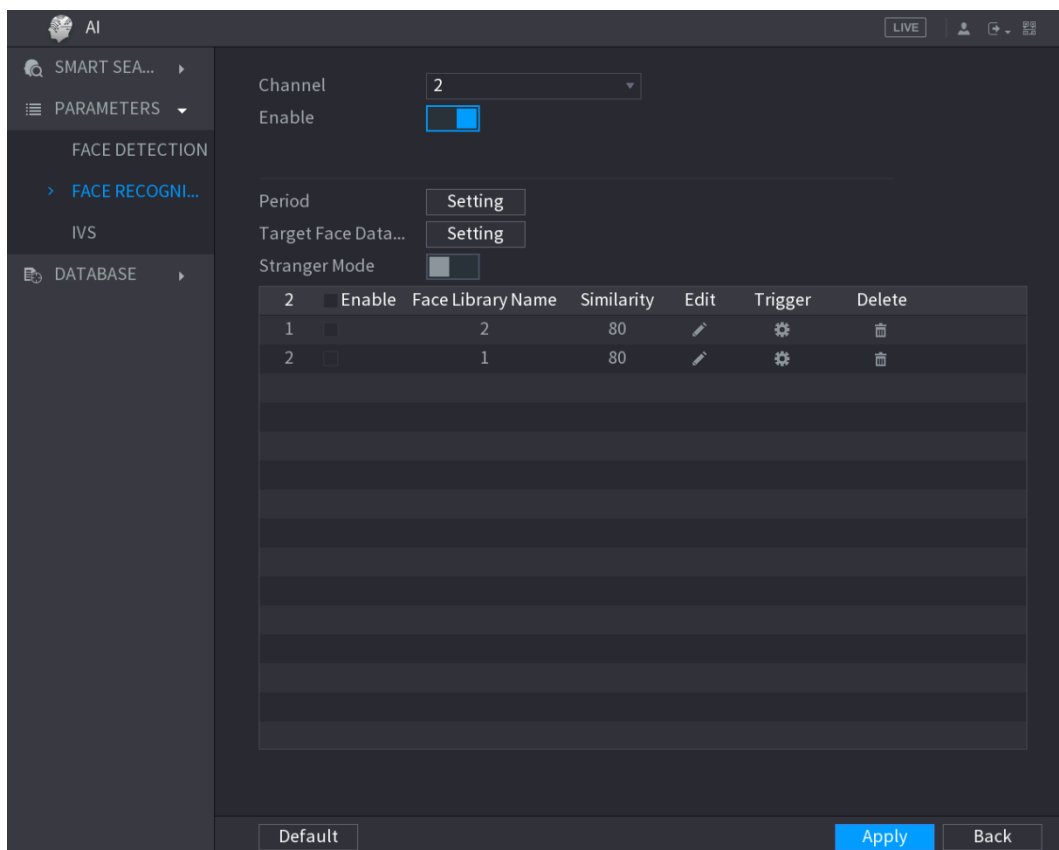 AI LIVE
SMART SEA...
PARAMETERS
FACE DETECTION
FACE RECOGNI...
IVS
DATABASE
Channel 2
Enable
Period Setting
Target Face Data... Setting
Stranger Mode
2 Enable Face Library Name Similarity Edit Trigger Delete
1 2 80
2 1 80
Default Apply Back